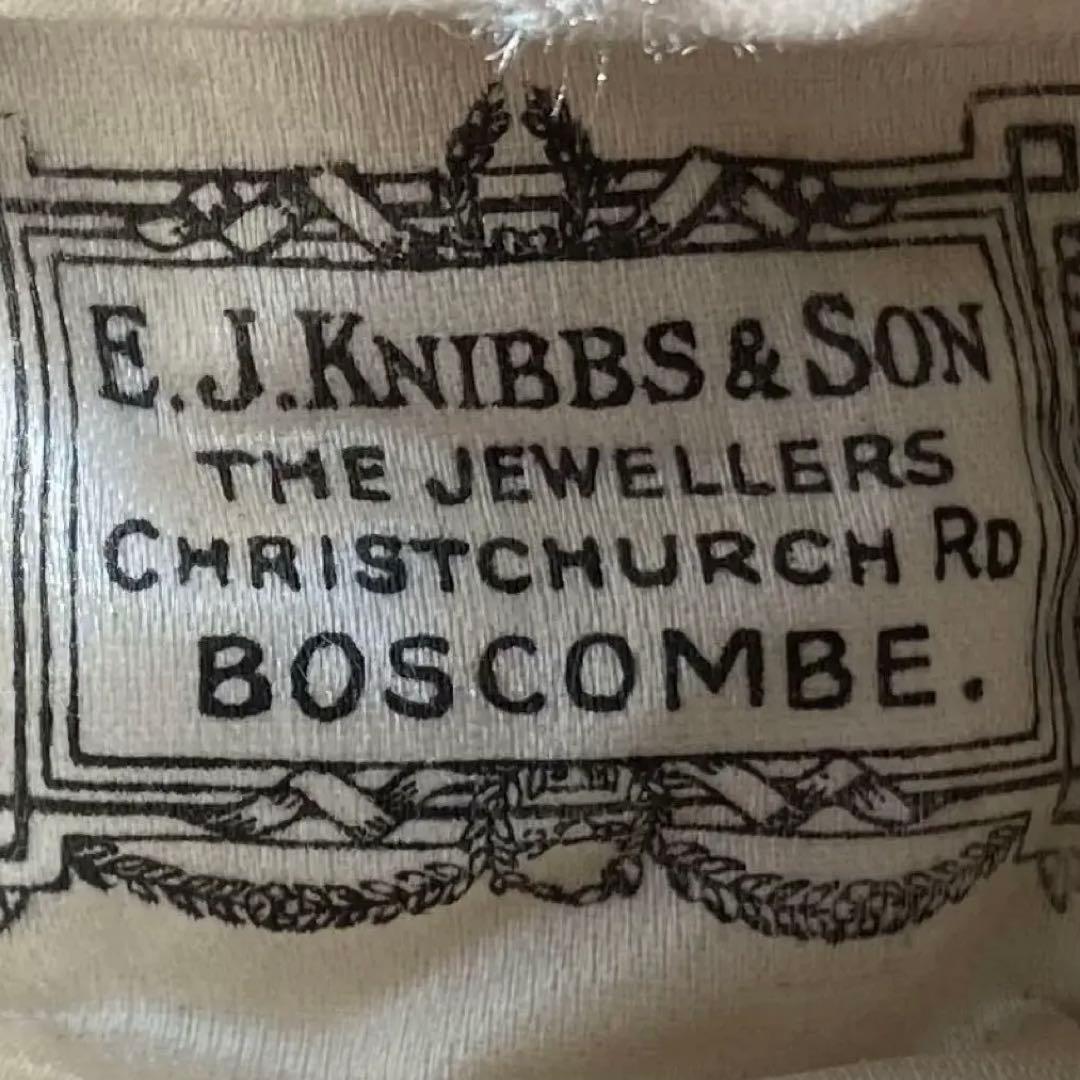 E. J. KNIBBS & SON
THE JEWELLERS
CHRISTCHURCH RD
BOSCOMBE.